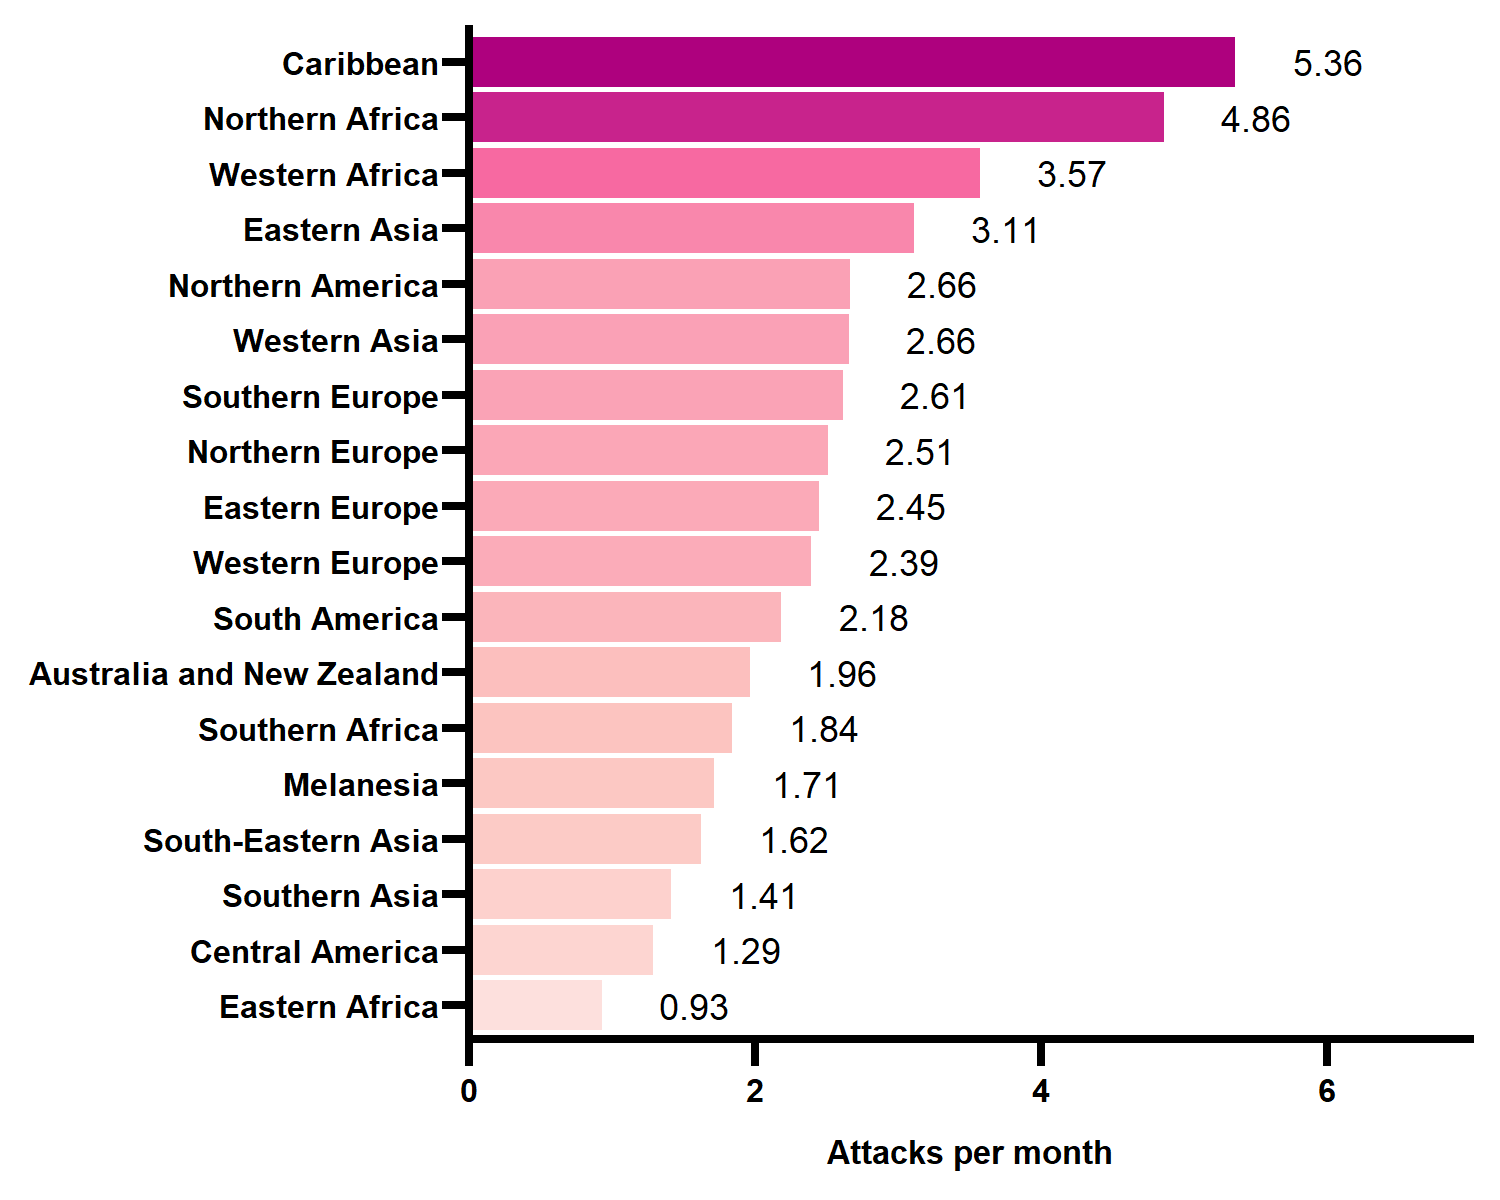 Caribbean 5.36
Northern Africa 4.86
Western Africa 3.57
Eastern Asia 3.11
Northern America 2.66
Western Asia 2.66
Southern Europe 2.61
Northern Europe 2.51
Eastern Europe 2.45
Western Europe 2.39
South America 2.18
Australia and New Zealand 1.96
Southern Africa 1.84
Melanesia 1.71
South-Eastern Asia 1.62
Southern Asia 1.41
Central America 1.29
Eastern Africa 0.93
0 2 4 6
Attacks per month